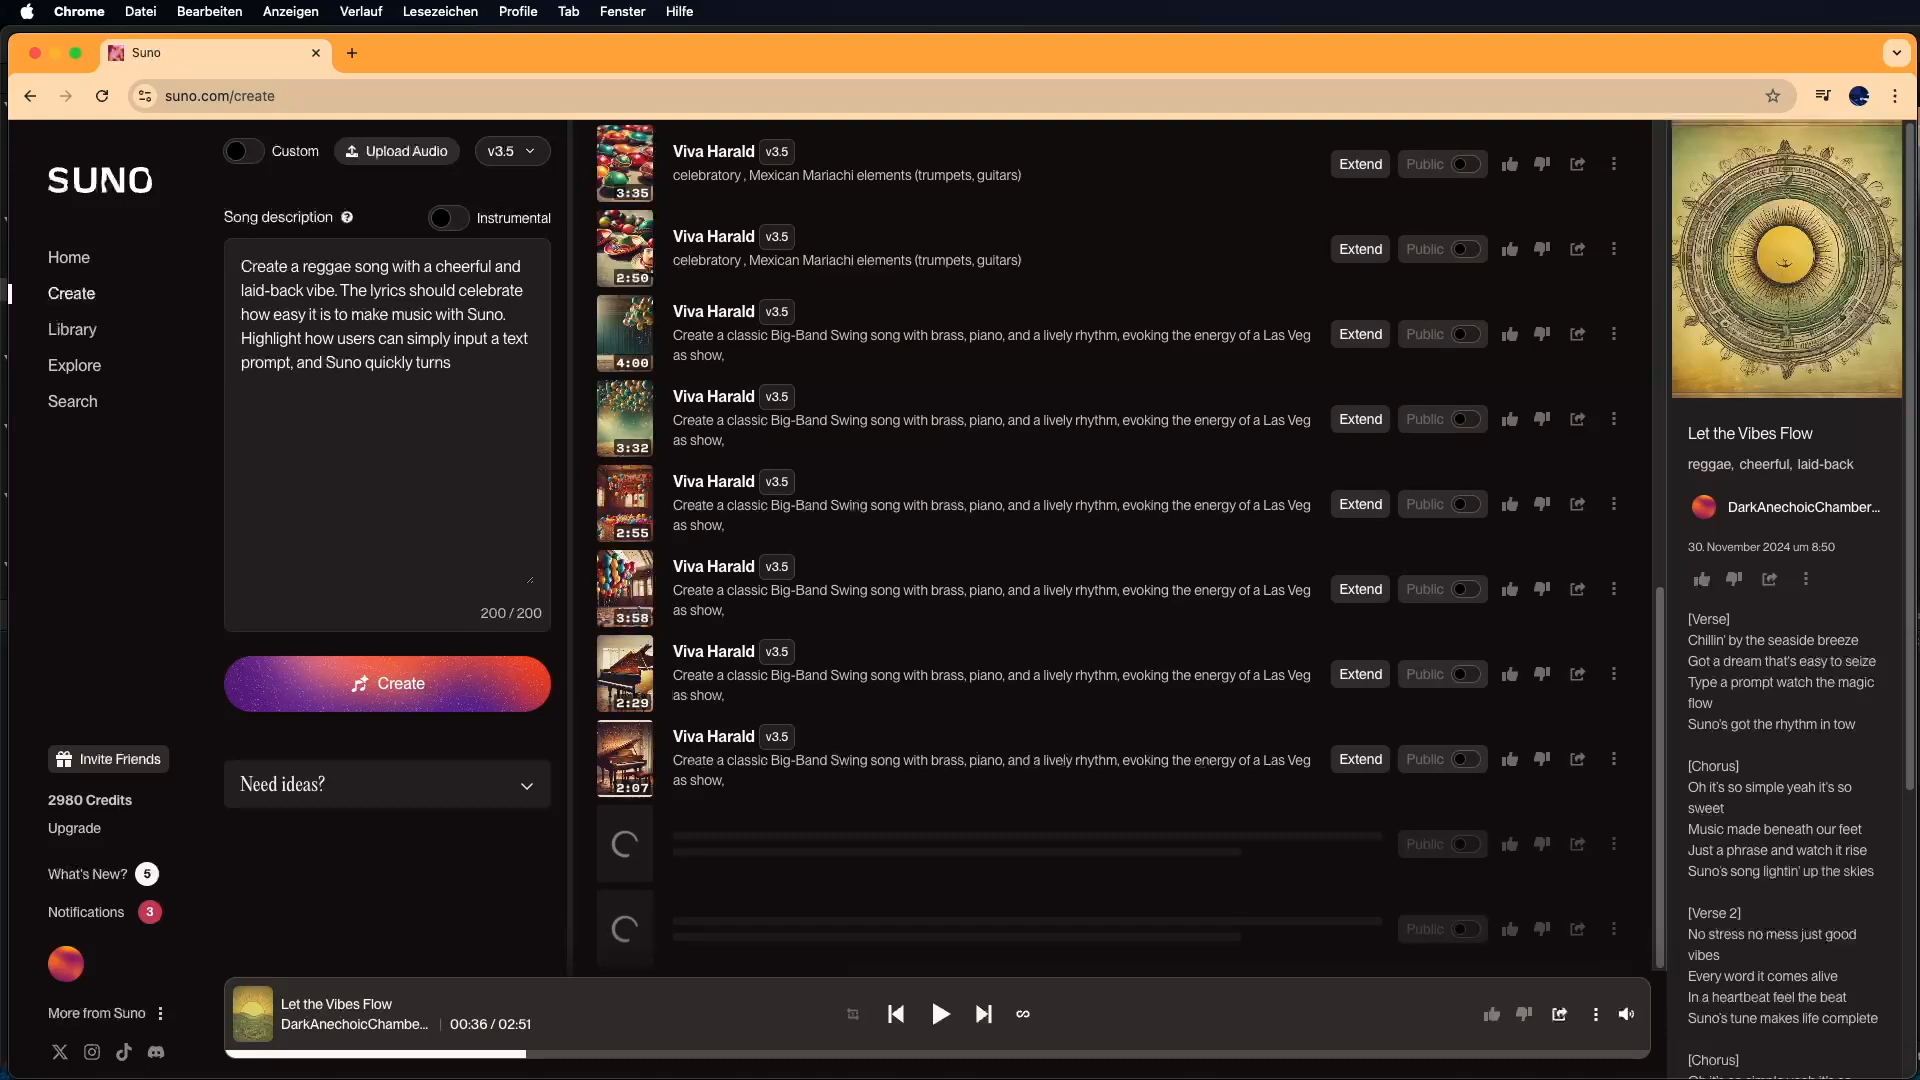 Chrome Datei Bearbeiten Anzeigen Verlauf Lesezeichen Profile Tab Fenster Hilfe
Suno
suno.com/create
SUNO
Home
Create
Library
Explore
Search
Invite Friends
2980 Credits
Upgrade
What's New? 5
Notifications 3
More from Suno
Custom Upload Audio v3.5
Song description Instrumental
Create a reggae song with a cheerful and
laid-back vibe. The lyrics should celebrate
how easy it is to make music with Suno.
Highlight how users can simply input a text
prompt, and Suno quickly turns
200 / 200
Create
Need ideas?
Viva Harald v3.5
celebratory , Mexican Mariachi elements (trumpets, guitars)
3:35
Extend Public
Viva Harald v3.5
celebratory , Mexican Mariachi elements (trumpets, guitars)
2:50
Extend Public
Viva Harald v3.5
Create a classic Big-Band Swing song with brass, piano, and a lively rhythm, evoking the energy of a Las Veg
as show,
4:00
Extend Public
Viva Harald v3.5
Create a classic Big-Band Swing song with brass, piano, and a lively rhythm, evoking the energy of a Las Veg
as show,
3:32
Extend Public
Viva Harald v3.5
Create a classic Big-Band Swing song with brass, piano, and a lively rhythm, evoking the energy of a Las Veg
as show,
2:55
Extend Public
Viva Harald v3.5
Create a classic Big-Band Swing song with brass, piano, and a lively rhythm, evoking the energy of a Las Veg
as show,
3:58
Extend Public
Viva Harald v3.5
Create a classic Big-Band Swing song with brass, piano, and a lively rhythm, evoking the energy of a Las Veg
as show,
2:29
Extend Public
Viva Harald v3.5
Create a classic Big-Band Swing song with brass, piano, and a lively rhythm, evoking the energy of a Las Veg
as show,
2:07
Extend Public
Public
Public
Let the Vibes Flow
DarkAnechoicChambe... 00:36 / 02:51
Let the Vibes Flow
reggae, cheerful, laid-back
DarkAnechoicChamber...
30. November 2024 um 8:50
[Verse]
Chillin' by the seaside breeze
Got a dream that's easy to seize
Type a prompt watch the magic
flow
Suno's got the rhythm in tow
[Chorus]
Oh it's so simple yeah it's so
sweet
Music made beneath our feet
Just a phrase and watch it rise
Suno's song lightin' up the skies
[Verse 2]
No stress no mess just good
vibes
Every word it comes alive
In a heartbeat feel the beat
Suno's tune makes life complete
[Chorus]